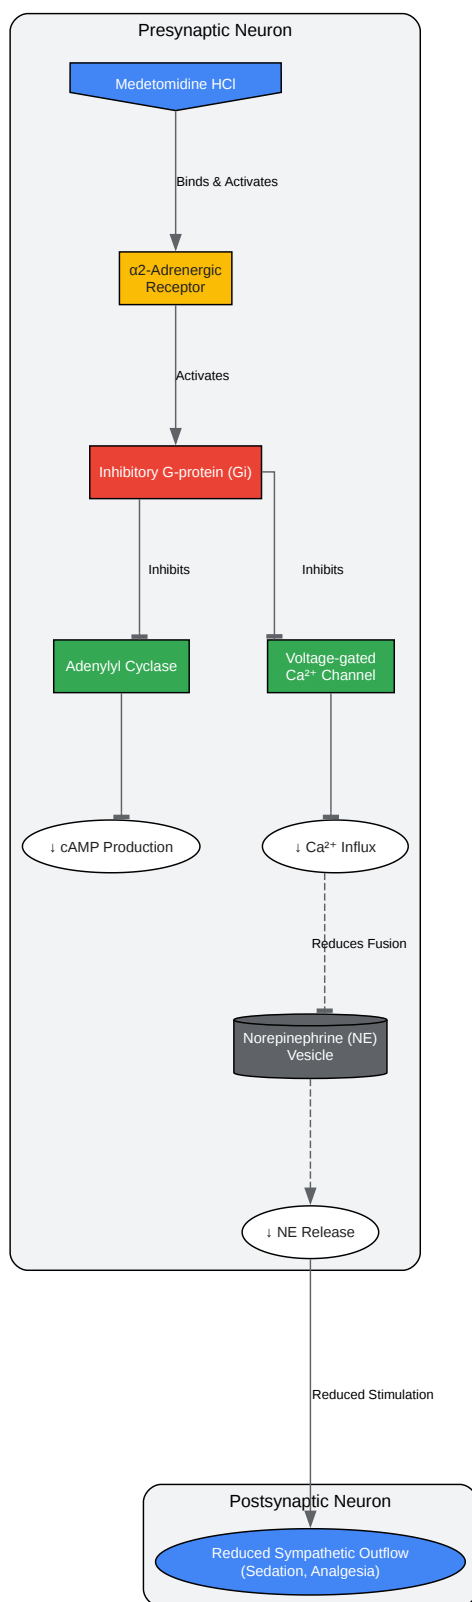 Presynaptic Neuron
Medetomidine HCl
Binds & Activates
α2-Adrenergic
Receptor
Activates
Inhibitory G-protein (Gi)
Inhibits
Inhibits
Adenylyl Cyclase
Voltage-gated
Ca²⁺ Channel
↓ cAMP Production
↓ Ca²⁺ Influx
Reduces Fusion
Norepinephrine (NE)
Vesicle
↓ NE Release
Reduced Stimulation
Postsynaptic Neuron
Reduced Sympathetic Outflow
(Sedation, Analgesia)